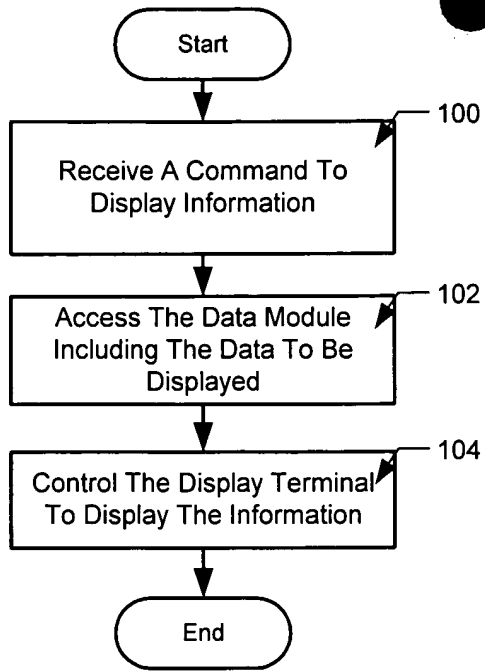 Start
100
Receive A Command To
Display Information
102
Access The Data Module
Including The Data To Be
Displayed
104
Control The Display Terminal
To Display The Information
End